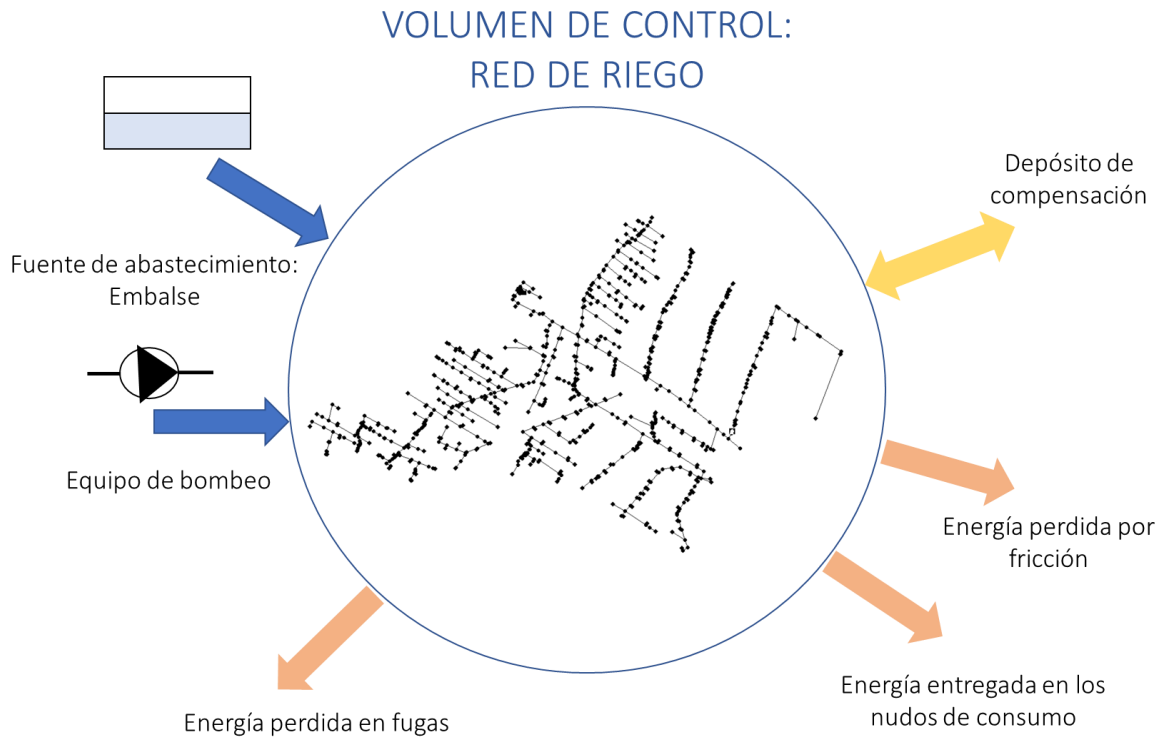 VOLUMEN DE CONTROL:
RED DE RIEGO
Depósito de
compensación
Fuente de abastecimiento:
Embalse
Equipo de bombeo
Energía perdida por
fricción
Energía entregada en los
nudos de consumo
Energía perdida en fugas